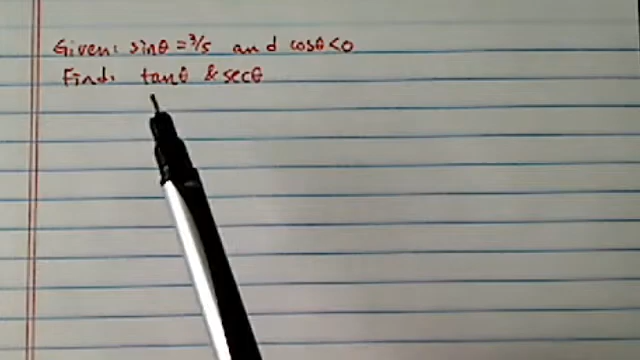 Given: sinθ = 3/5 and cosθ<0
Find: tanθ & secθ